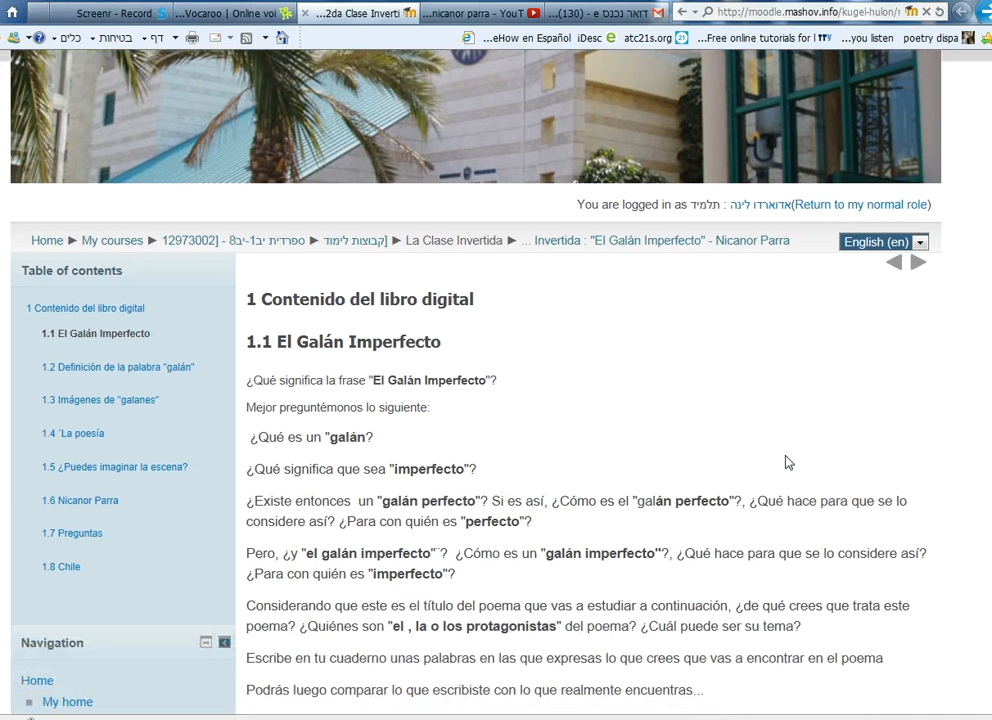 Screenr - Record
...Vocaroo | Online voi
...2da Clase Inverti
...nicanor parra - YouT
...(130) - דואר נכנס e
http://moodle.mashov.info/kugel-hulon/r
כלים
בטיחות
דף
...eHow en Español
iDesc
atc21s.org
...Free online tutorials for l
...you listen
poetry dispa
You are logged in as אדוארדו לינה : תלמיד(Return to my normal role)
Home ► My courses ► ספרדית יב1-יב8 - [12973002 ► קבוצות לימוד] ► La Clase Invertida ► ... Invertida : "El Galán Imperfecto" - Nicanor Parra
English (en)
Table of contents
1 Contenido del libro digital
1.1 El Galán Imperfecto
1.2 Definición de la palabra "galán"
1.3 Imágenes de "galanes"
1.4 ¨La poesía
1.5 ¿Puedes imaginar la escena?
1.6 Nicanor Parra
1.7 Preguntas
1.8 Chile
Navigation
Home
My home
1 Contenido del libro digital
1.1 El Galán Imperfecto
¿Qué significa la frase "El Galán Imperfecto"?
Mejor preguntémonos lo siguiente:
¿Qué es un "galán?
¿Qué significa que sea "imperfecto"?
¿Existe entonces un "galán perfecto"? Si es así, ¿Cómo es el "galán perfecto"?, ¿Qué hace para que se lo
considere así? ¿Para con quién es "perfecto"?
Pero, ¿y "el galán imperfecto"¨? ¿Cómo es un "galán imperfecto"?, ¿Qué hace para que se lo considere así?
¿Para con quién es "imperfecto"?
Considerando que este es el título del poema que vas a estudiar a continuación, ¿de qué crees que trata este
poema? ¿Quiénes son "el , la o los protagonistas" del poema? ¿Cuál puede ser su tema?
Escribe en tu cuaderno unas palabras en las que expresas lo que crees que vas a encontrar en el poema
Podrás luego comparar lo que escribiste con lo que realmente encuentras...